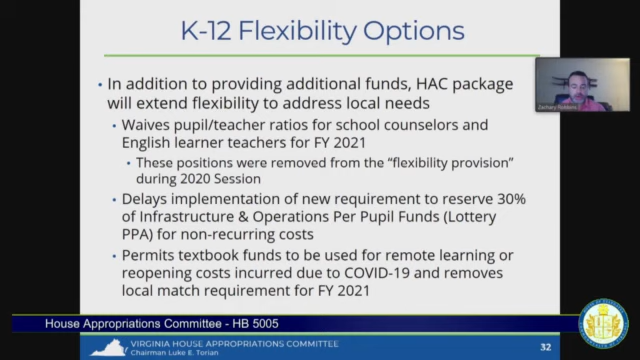 K-12 Flexibility Options
• In addition to providing additional funds, HAC package
will extend flexibility to address local needs
• Waives pupil/teacher ratios for school counselors and
English learner teachers for FY 2021
• These positions were removed from the “flexibility provision”
during 2020 Session
• Delays implementation of new requirement to reserve 30%
of Infrastructure & Operations Per Pupil Funds (Lottery
PPA) for non-recurring costs
• Permits textbook funds to be used for remote learning or
reopening costs incurred due to COVID-19 and removes
local match requirement for FY 2021
Zachary
House Appropriations Committee - HB 5005
VIRGINIA HOUSE APPROPRIATIONS COMMITTEE
Chairman Luke E. Torian
32